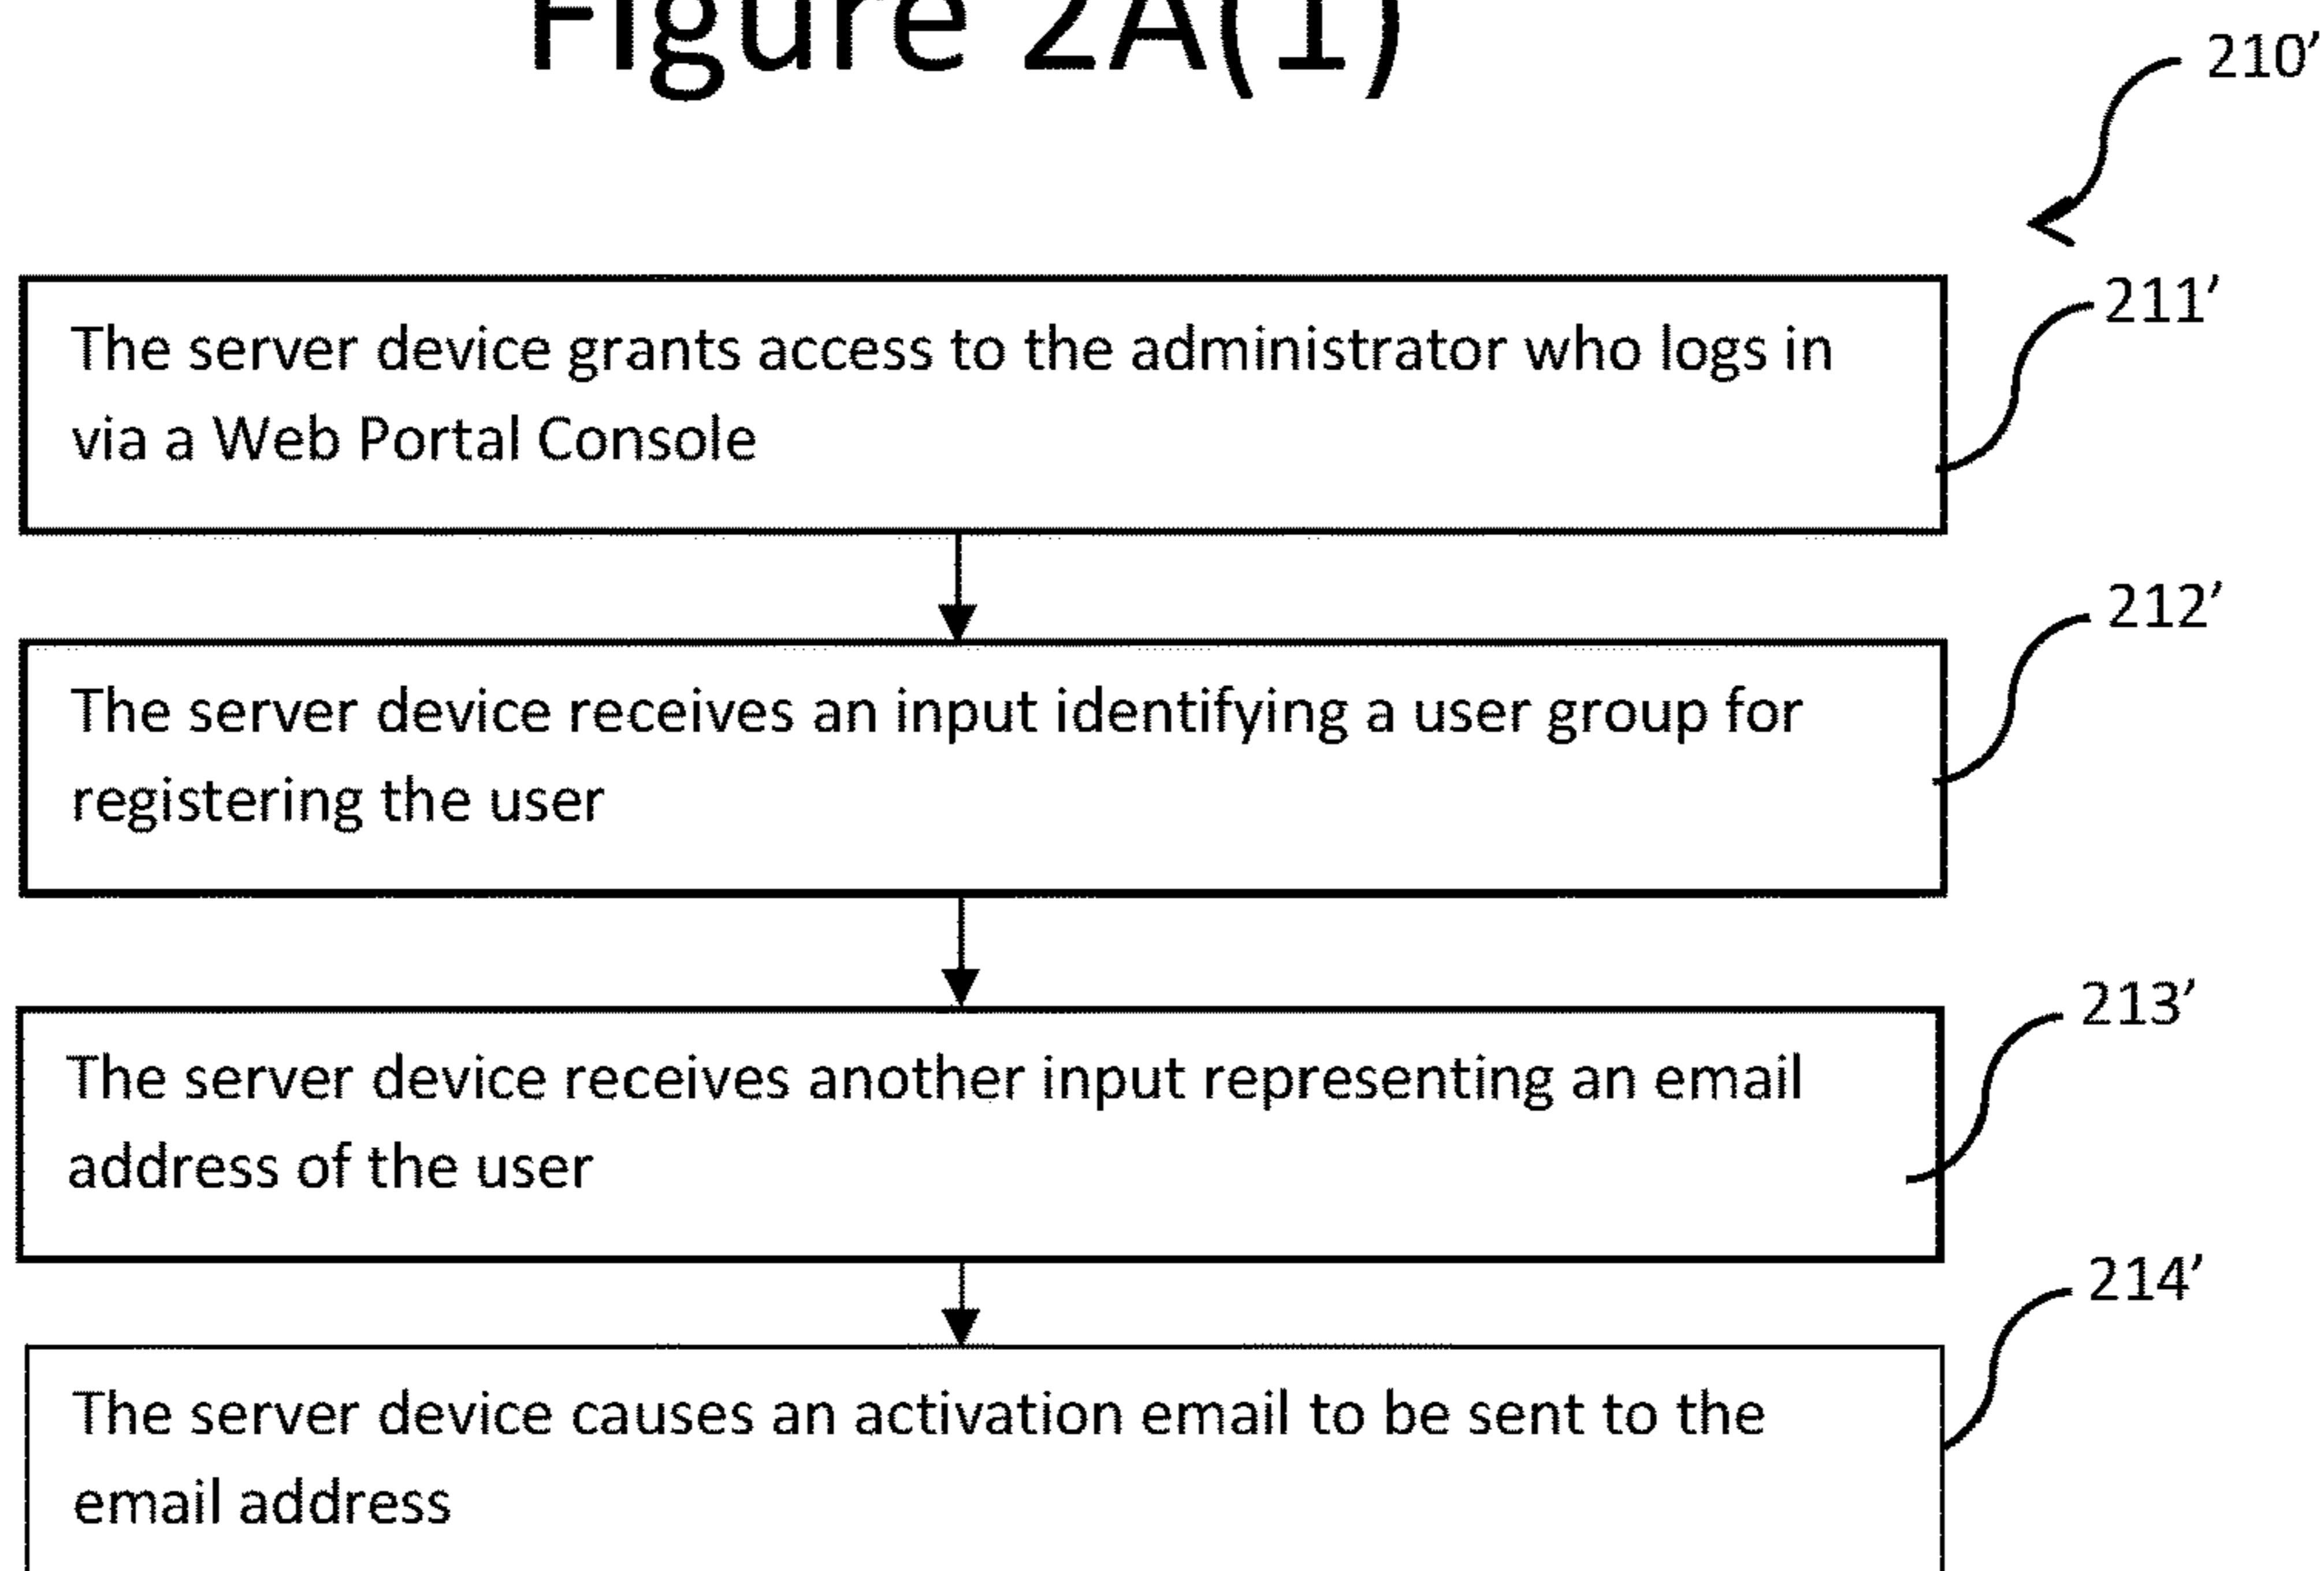 Figure 2A(1)
210’
211’
The server device grants access to the administrator who logs in
via a Web Portal Console
212’
The server device receives an input identifying a user group for
registering the user
213’
The server device receives another input representing an email
address of the user
214’
The server device causes an activation email to be sent to the
email address